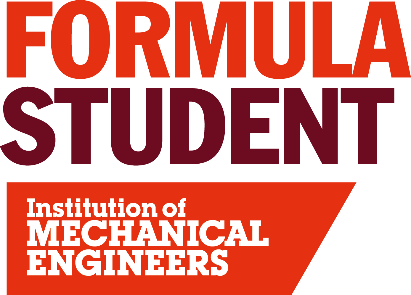 FORMULA
STUDENT
Institution of
MECHANICAL
ENGINEERS